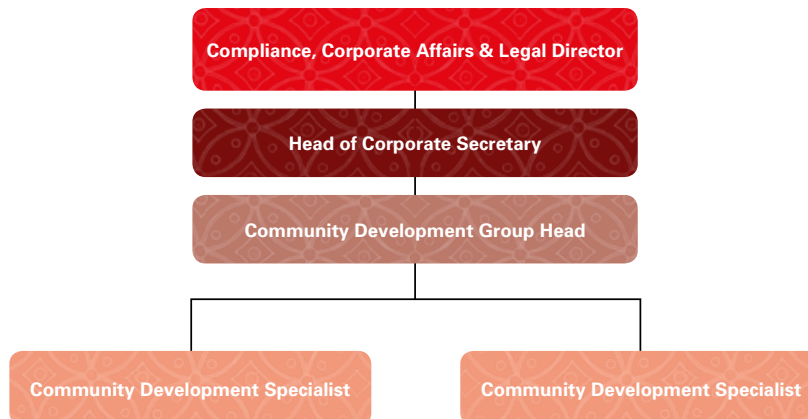 Compliance, Corporate Affairs & Legal Director
Head of Corporate Secretary
Community Development Group Head
Community Development Specialist
Community Development Specialist